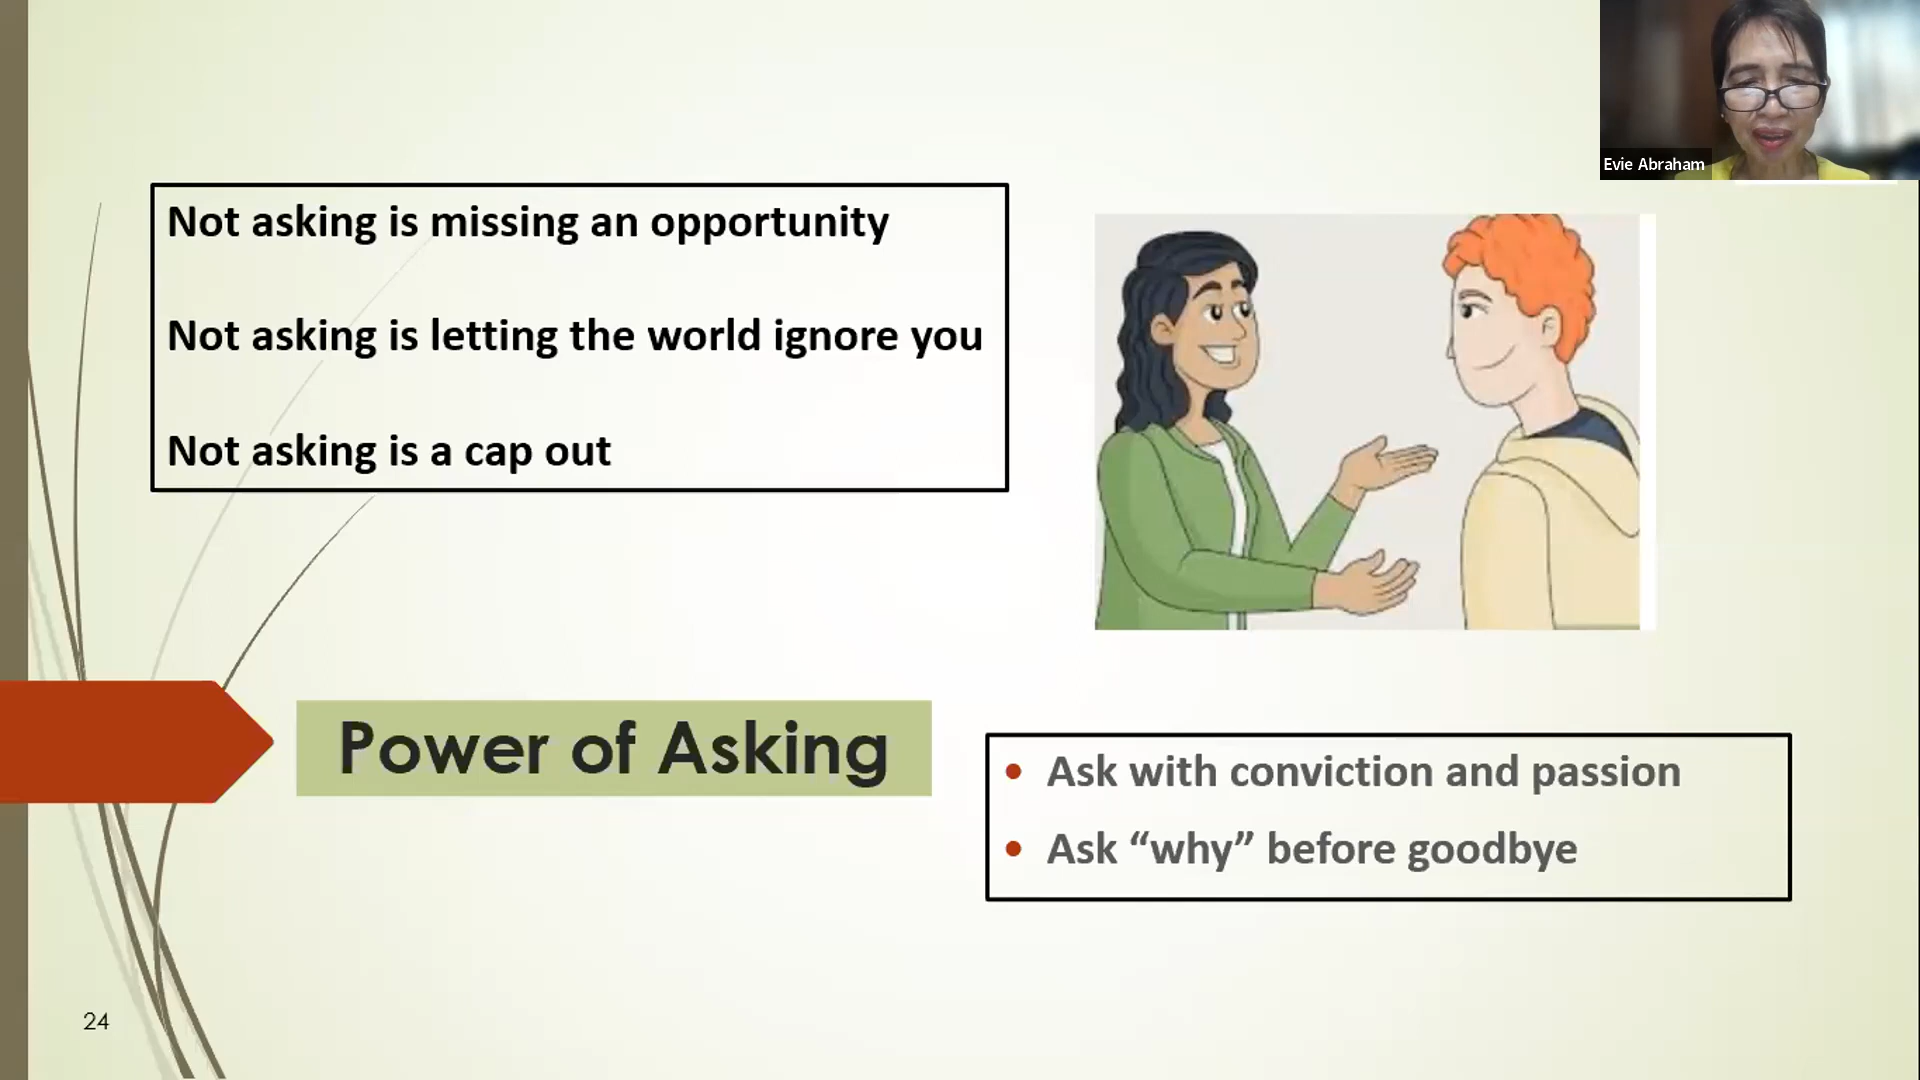 Evie Abraham
Not asking is missing an opportunity
Not asking is letting the world ignore you
Not asking is a cap out
Power of Asking
• Ask with conviction and passion
• Ask “why” before goodbye
24